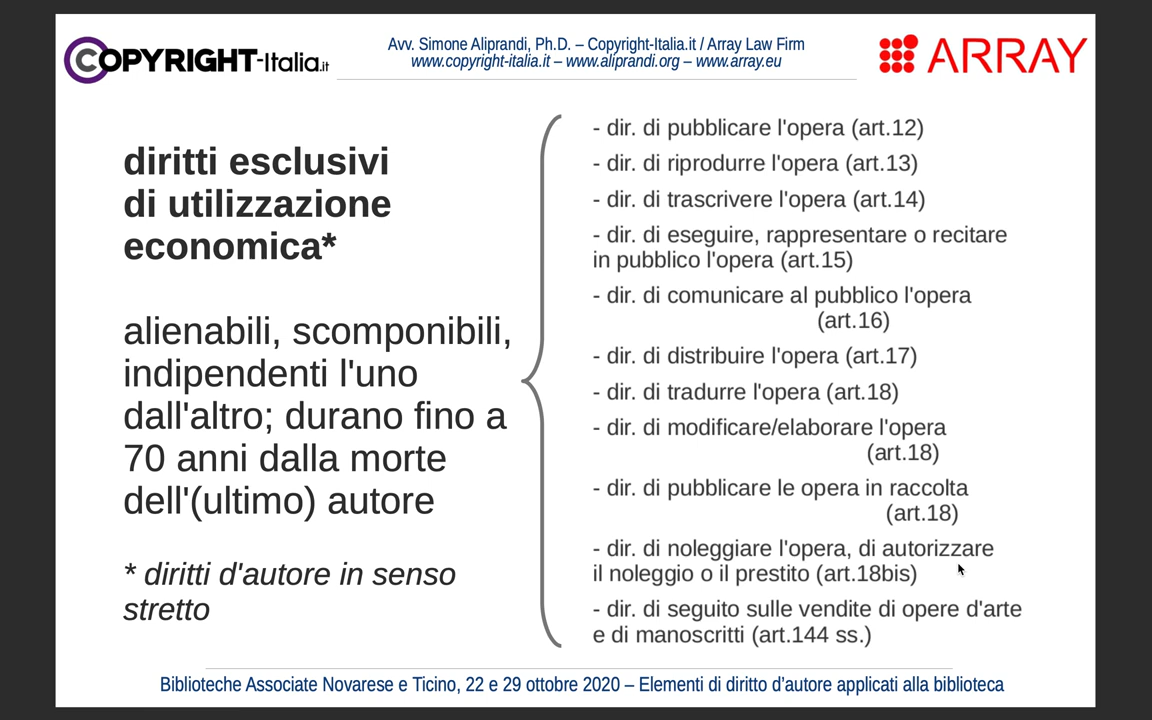 COPYRIGHT-Italia.it
Avv. Simone Aliprandi, Ph.D. – Copyright-Italia.it / Array Law Firm
www.copyright-italia.it – www.aliprandi.org – www.array.eu
ARRAY
diritti esclusivi
di utilizzazione
economica*
alienabili, scomponibili,
indipendenti l'uno
dall'altro; durano fino a
70 anni dalla morte
dell'(ultimo) autore
* diritti d'autore in senso
stretto
- dir. di pubblicare l'opera (art.12)
- dir. di riprodurre l'opera (art.13)
- dir. di trascrivere l'opera (art.14)
- dir. di eseguire, rappresentare o recitare
in pubblico l'opera (art.15)
- dir. di comunicare al pubblico l'opera
(art.16)
- dir. di distribuire l'opera (art.17)
- dir. di tradurre l'opera (art.18)
- dir. di modificare/elaborare l'opera
(art.18)
- dir. di pubblicare le opera in raccolta
(art.18)
- dir. di noleggiare l'opera, di autorizzare
il noleggio o il prestito (art.18bis)
- dir. di seguito sulle vendite di opere d'arte
e di manoscritti (art.144 ss.)
Biblioteche Associate Novarese e Ticino, 22 e 29 ottobre 2020 – Elementi di diritto d'autore applicati alla biblioteca